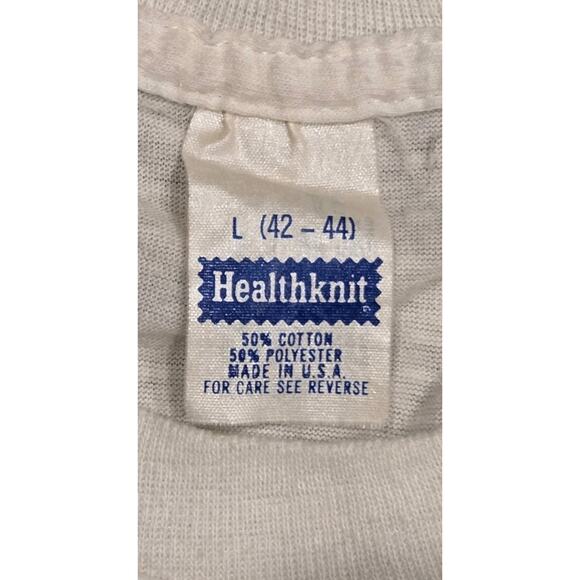 L (42 - 44)
Healthknit
50% COTTON
50% POLYESTER
MADE IN U.S.A.
FOR CARE SEE REVERSE